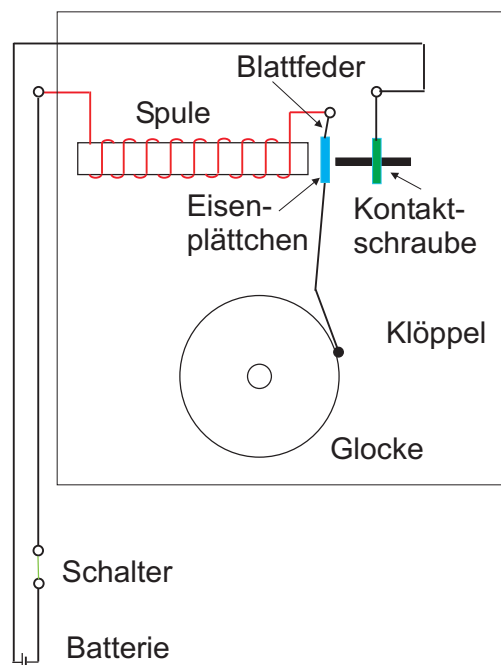 Blattfeder
Spule
Eisen-
plättchen
Kontakt-
schraube
Klöppel
Glocke
Schalter
Batterie